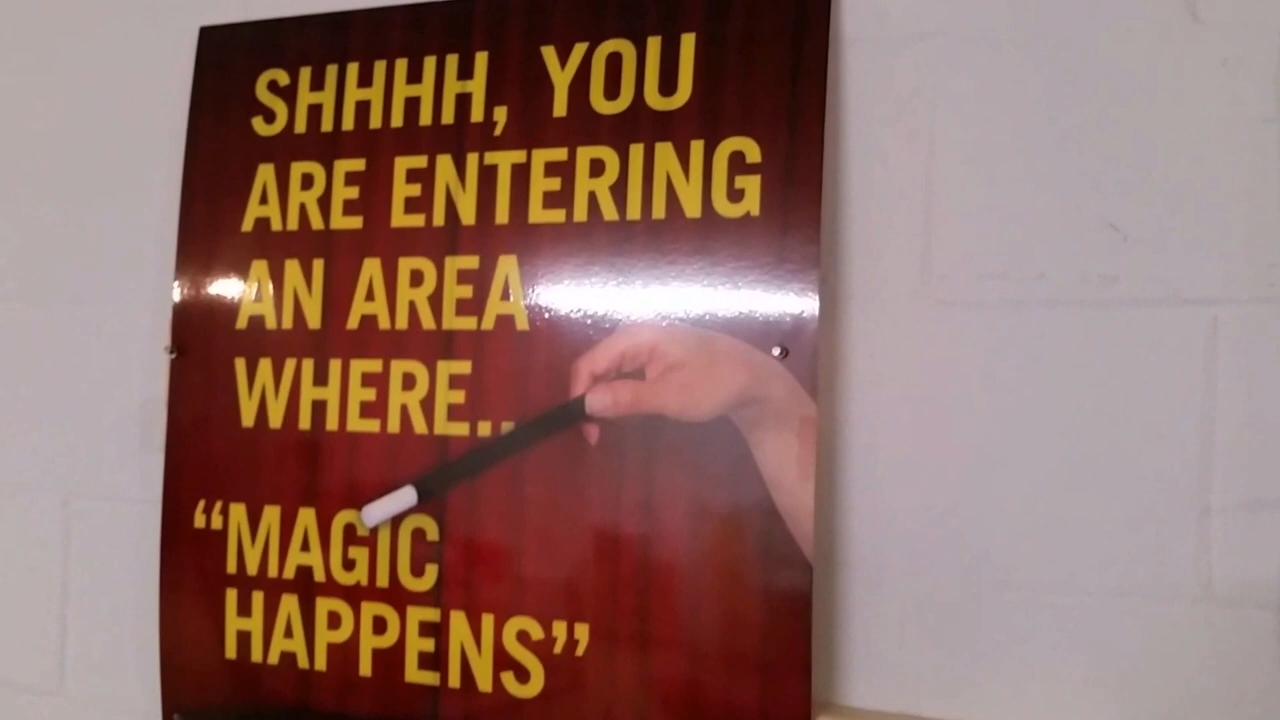 SHHHH, YOU
ARE ENTERING
AN AREA
WHERE..
“MAGIC
HAPPENS”